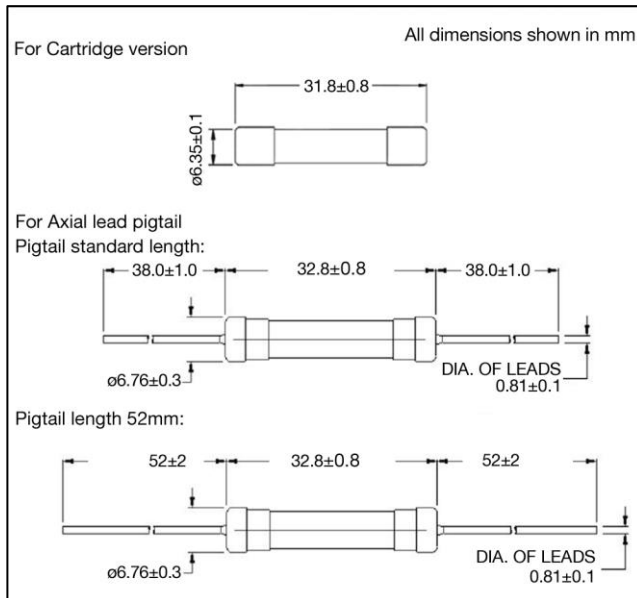 For Cartridge version
All dimensions shown in mm
31.8±0.8
ø6.35±0.1
For Axial lead pigtail
Pigtail standard length:
38.0±1.0
32.8±0.8
38.0±1.0
ø6.76±0.3
DIA. OF LEADS
0.81±0.1
Pigtail length 52mm:
52±2
32.8±0.8
52±2
ø6.76±0.3
DIA. OF LEADS
0.81±0.1